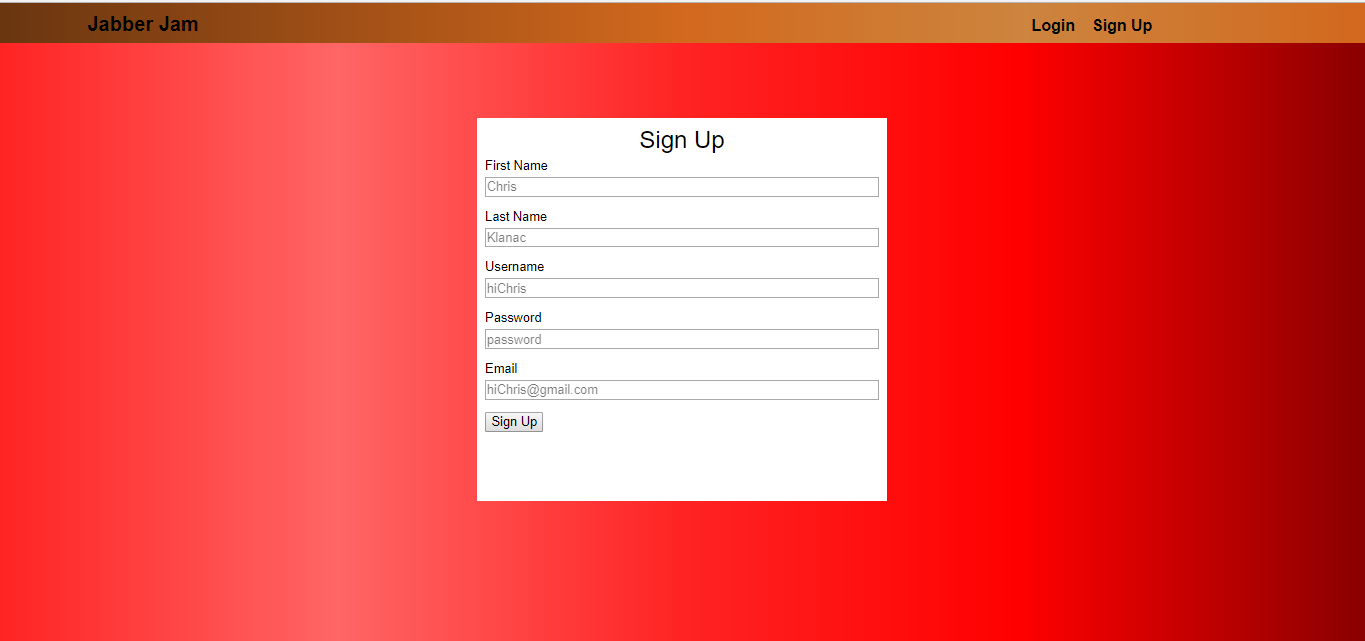 Jabber Jam Login Sign Up
Sign Up
First Name
Chris
Last Name
Klanac
Username
hiChris
Password
password
Email
hiChris@gmail.com
Sign Up